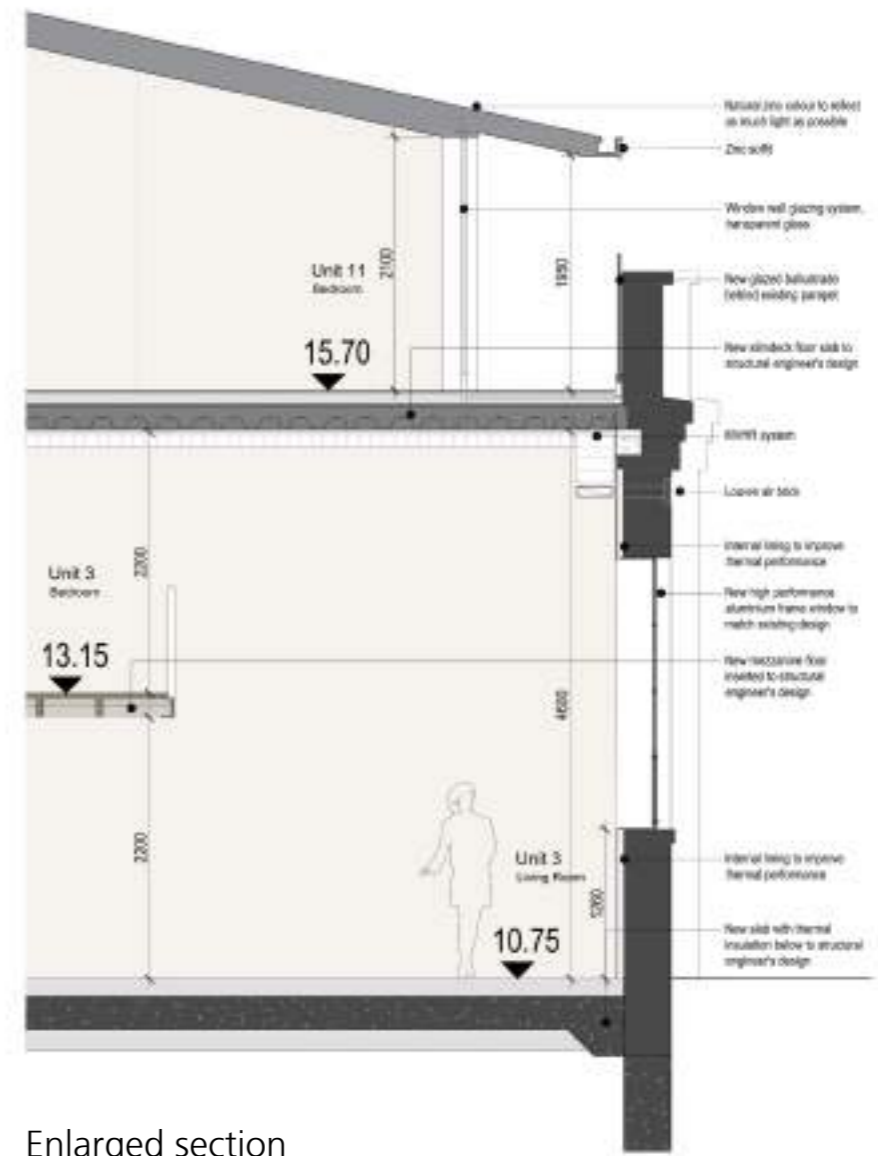 Natural zinc colour to reflect
as much light as possible
Zinc soffit
Window wall glazing system,
transparent glass
Unit 11
Bedroom
2100
1950
New glazed ballustrade
behind existing parapet
15.70
New slimdeck floor slab to
structural engineer's design
MVHR system
Louvre air brick
Internal lining to improve
thermal performance
2200
Unit 3
Bedroom
New high performance
aluminium frame window to
match existing design
13.15
New mezzanine floor
inserted to structural
engineer's design
4600
2200
Unit 3
Living Room
Internal lining to improve
thermal performance
10.75
New slab with thermal
insulation below to structural
engineer's design
Enlarged section